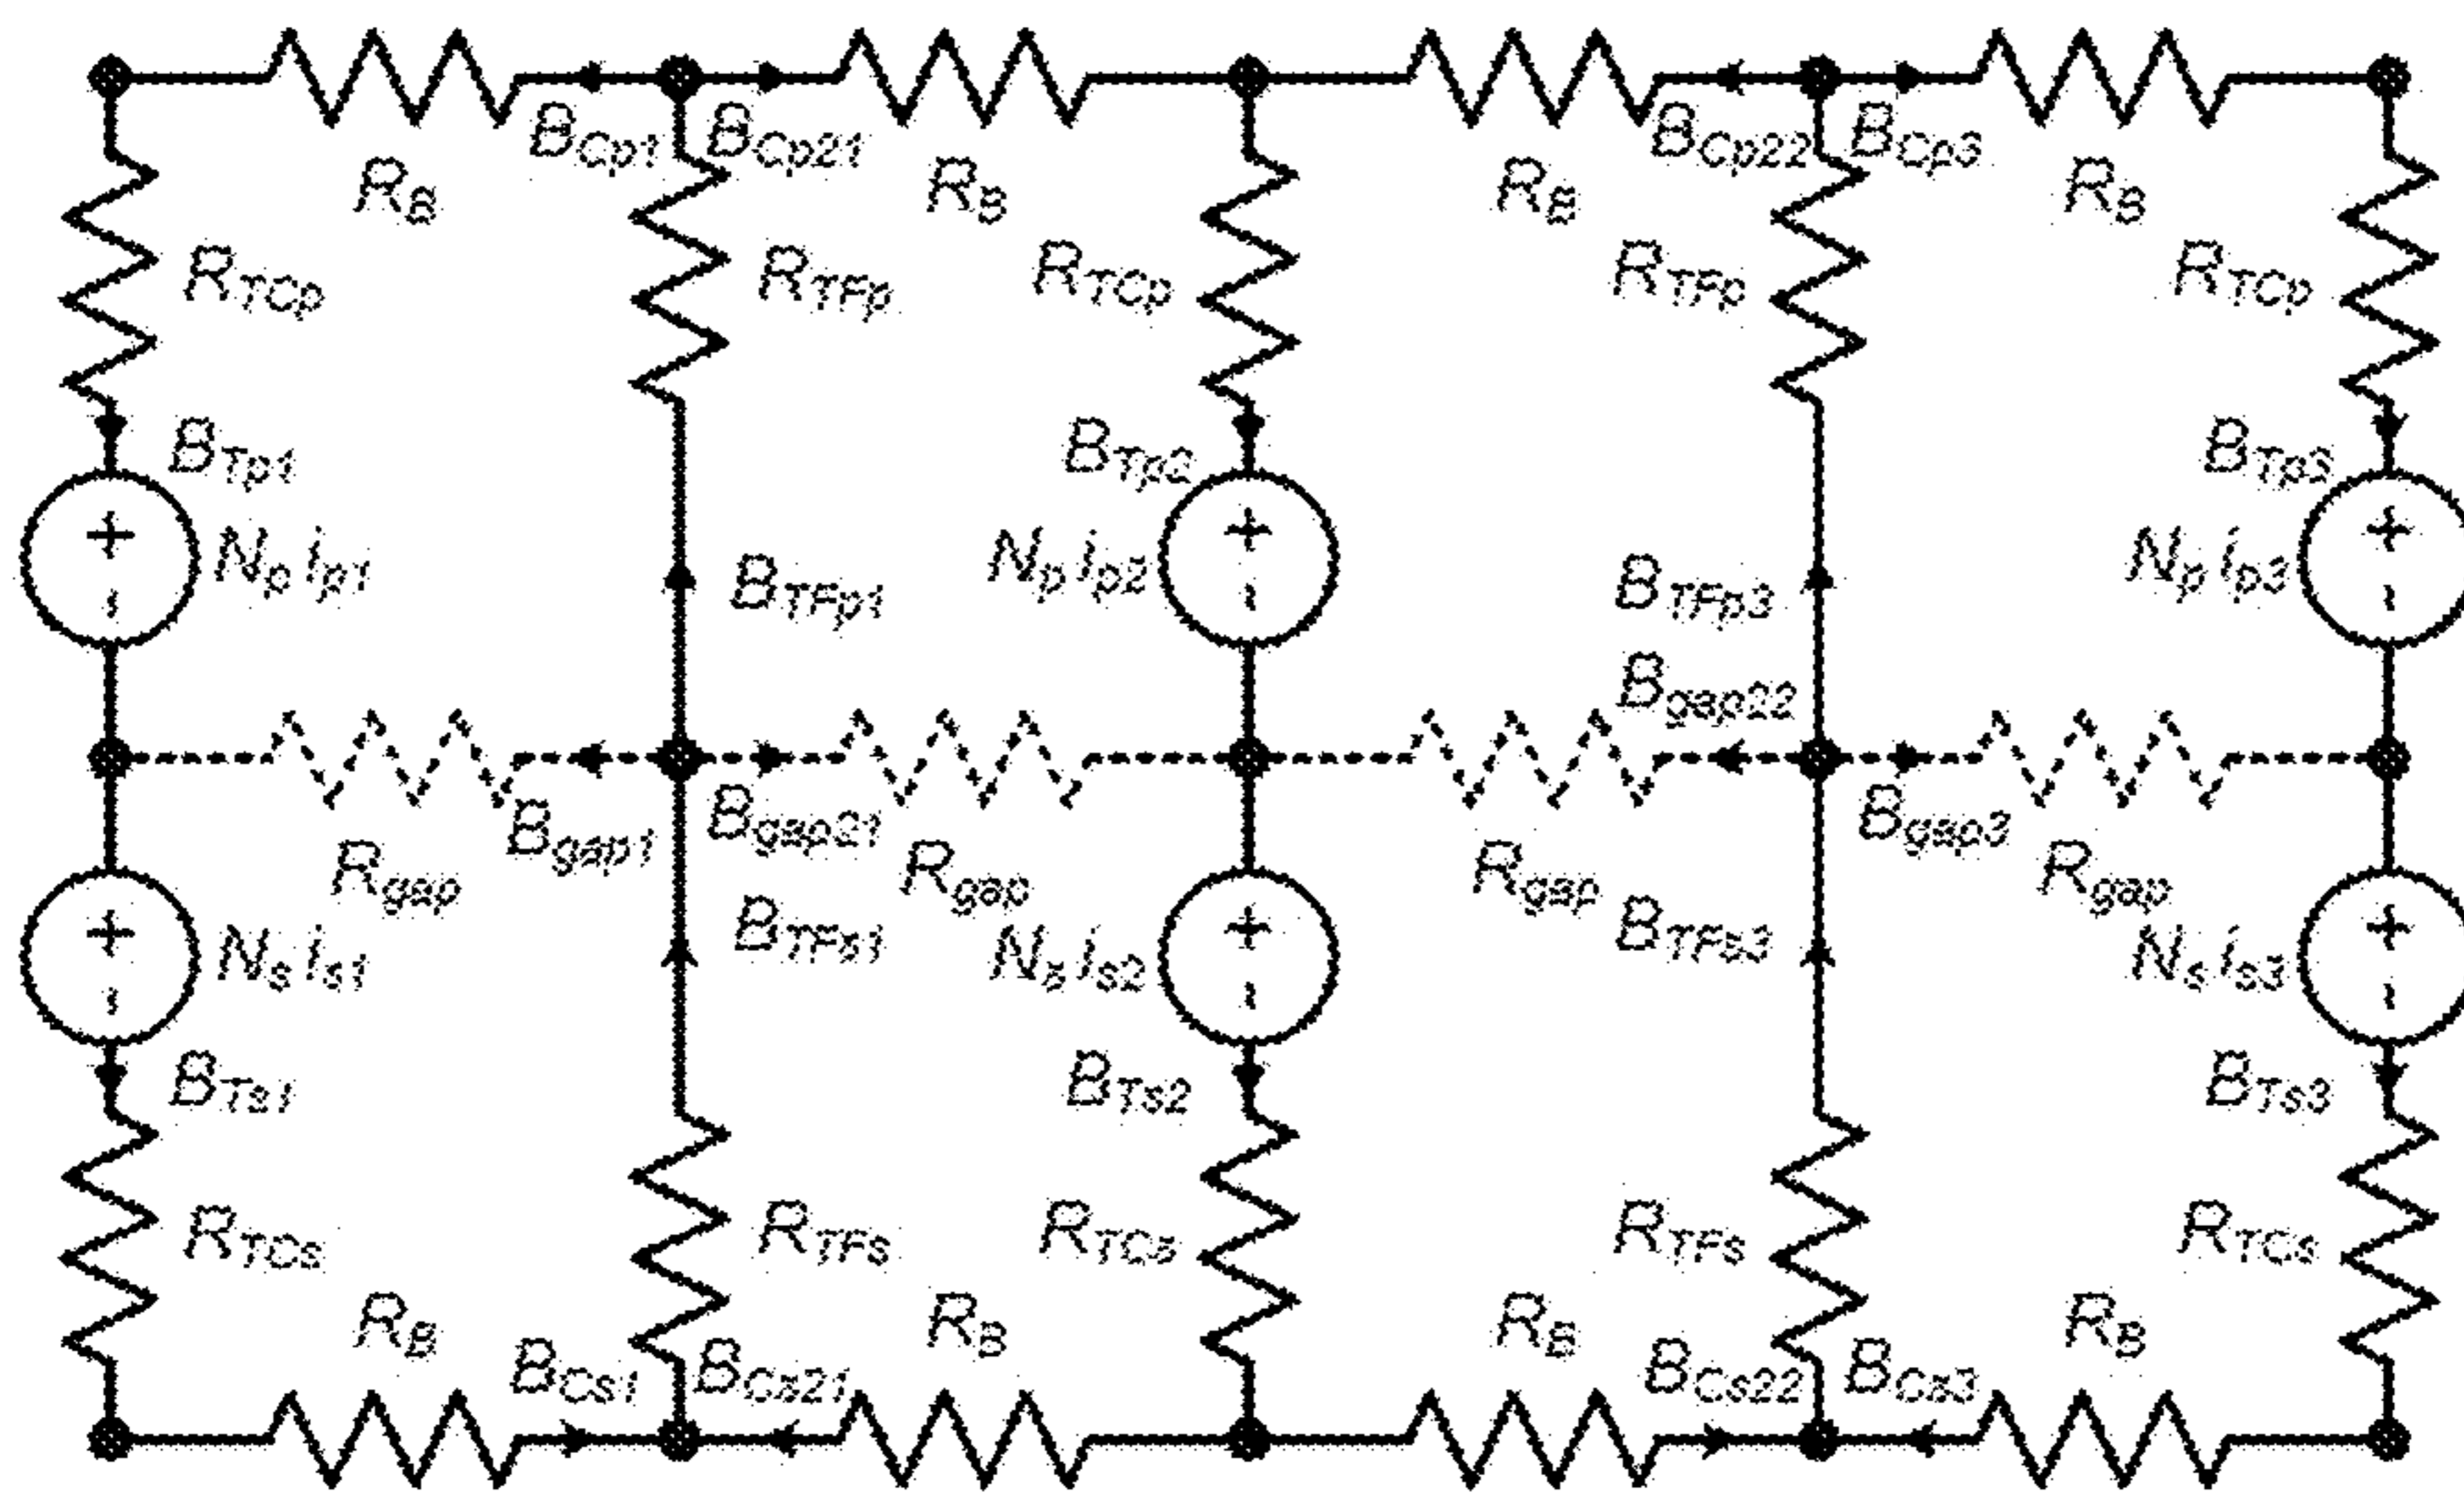 B_Cp1 B_Cp21 B_Cp22 B_Cp3
R_B R_B R_B R_B
R_TCp R_TFp R_TCp R_TFp R_TCp
B_Tp1 B_Tp2 B_Tp3
+ + +
N_p i_p1 N_p i_p2 N_p i_p3
- - -
B_TFp1 B_TFp3
B_gap22
B_gap1 B_gap21 B_gap3
R_gap R_gap R_gap R_gap
B_TFs1 B_TFs3
+ + +
N_s i_s1 N_s i_s2 N_s i_s3
- - -
B_Ts1 B_Ts2 B_Ts3
R_TCs R_TFs R_TCs R_TFs R_TCs
R_B R_B R_B R_B
B_Cs1 B_Cs21 B_Cs22 B_Cs3